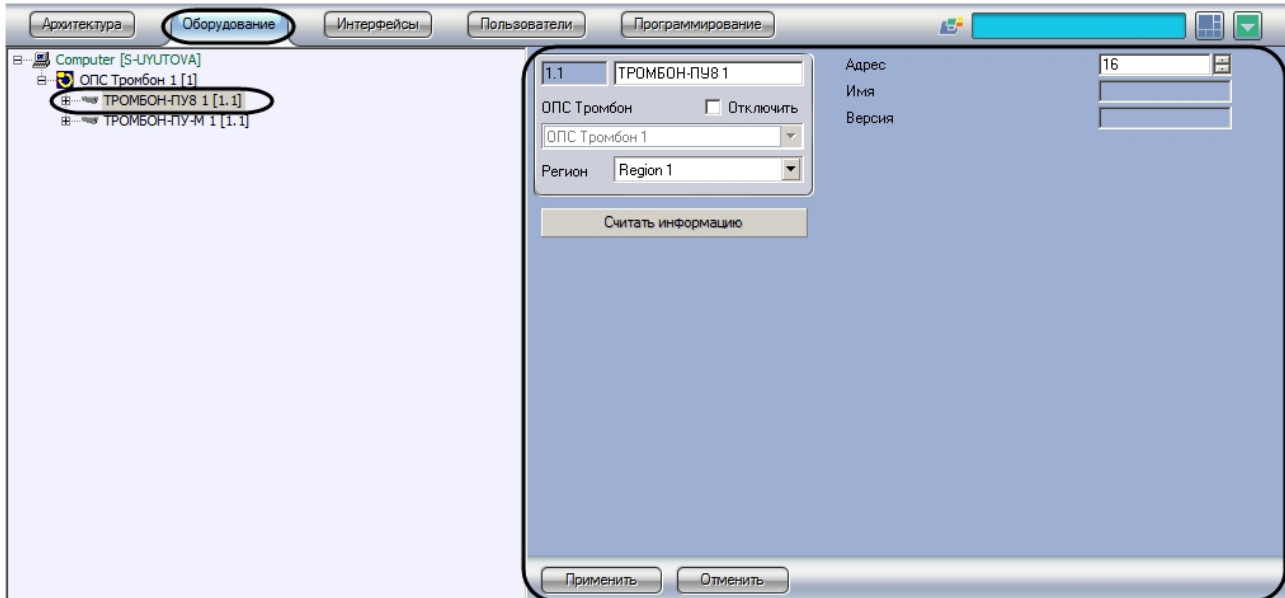 Архитектура Оборудование Интерфейсы Пользователи Программирование
Computer [S-UYUTOVA]
ОПС Тромбон 1 [1]
ТРОМБОН-ПУ8 1 [1.1]
ТРОМБОН-ПУ-М 1 [1.1]
1.1 ТРОМБОН-ПУ8 1
ОПС Тромбон Отключить
ОПС Тромбон 1
Регион Region 1
Считать информацию
Адрес 16
Имя
Версия
Применить Отменить